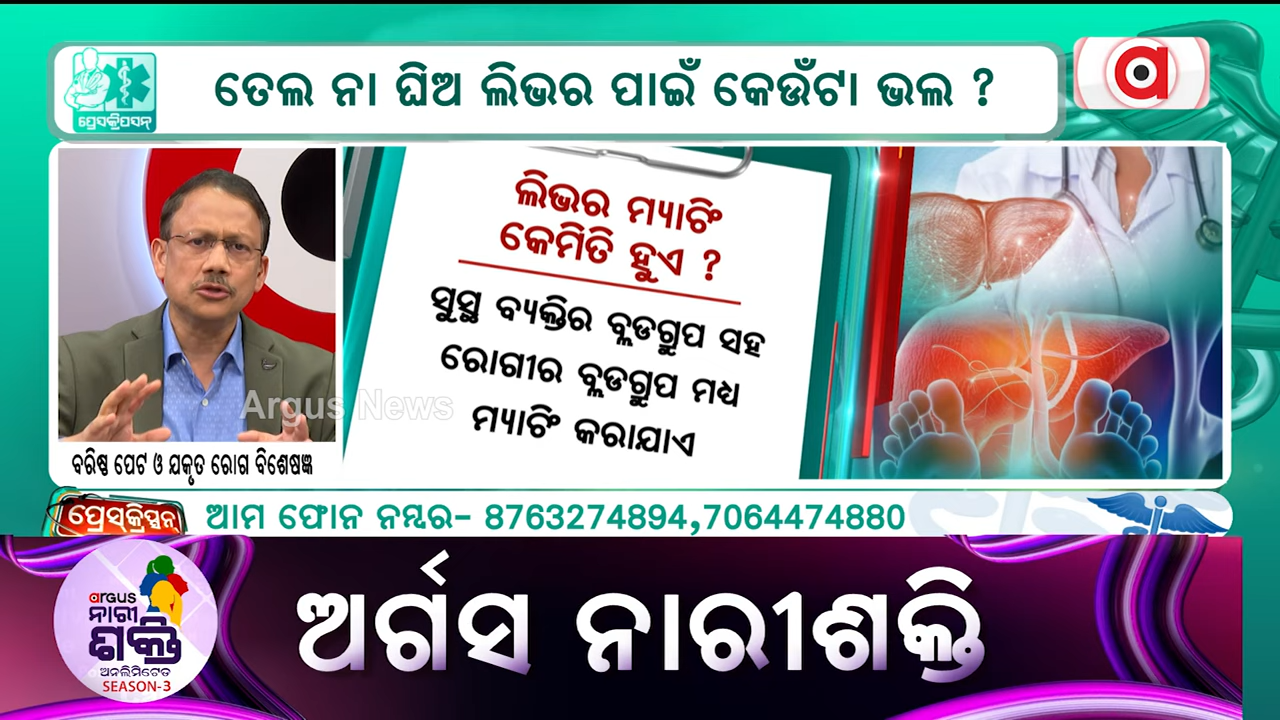 ତେଲ ନା ଘିଅ ଲିଭର ପାଇଁ କେଉଁଟା ଭଲ ?
ପ୍ରେସକ୍ରିପସନ୍
a
ଲିଭର ମ୍ୟାଚିଂ
କେମିତି ହୁଏ ?
ସୁସ୍ଥ ବ୍ୟକ୍ତିର ବ୍ଲଡଗ୍ରୁପ ସହ
ରୋଗୀର ବ୍ଲଡଗ୍ରୁପ ମଧ୍ୟ
ମ୍ୟାଚିଂ କରାଯାଏ
Argus News
ବରିଷ୍ଠ ପେଟ ଓ ଯକୃତ ରୋଗ ବିଶେଷଜ୍ଞ
ପ୍ରେସ୍କ୍ରିପ୍ସନ୍ ଆମ ଫୋନ ନମ୍ବର- 8763274894,7064474880
argus
ନାରୀ
ଶକ୍ତି
ଅନଲିମିଟେଡ
SEASON-3
ଅର୍ଗସ ନାରୀଶକ୍ତି